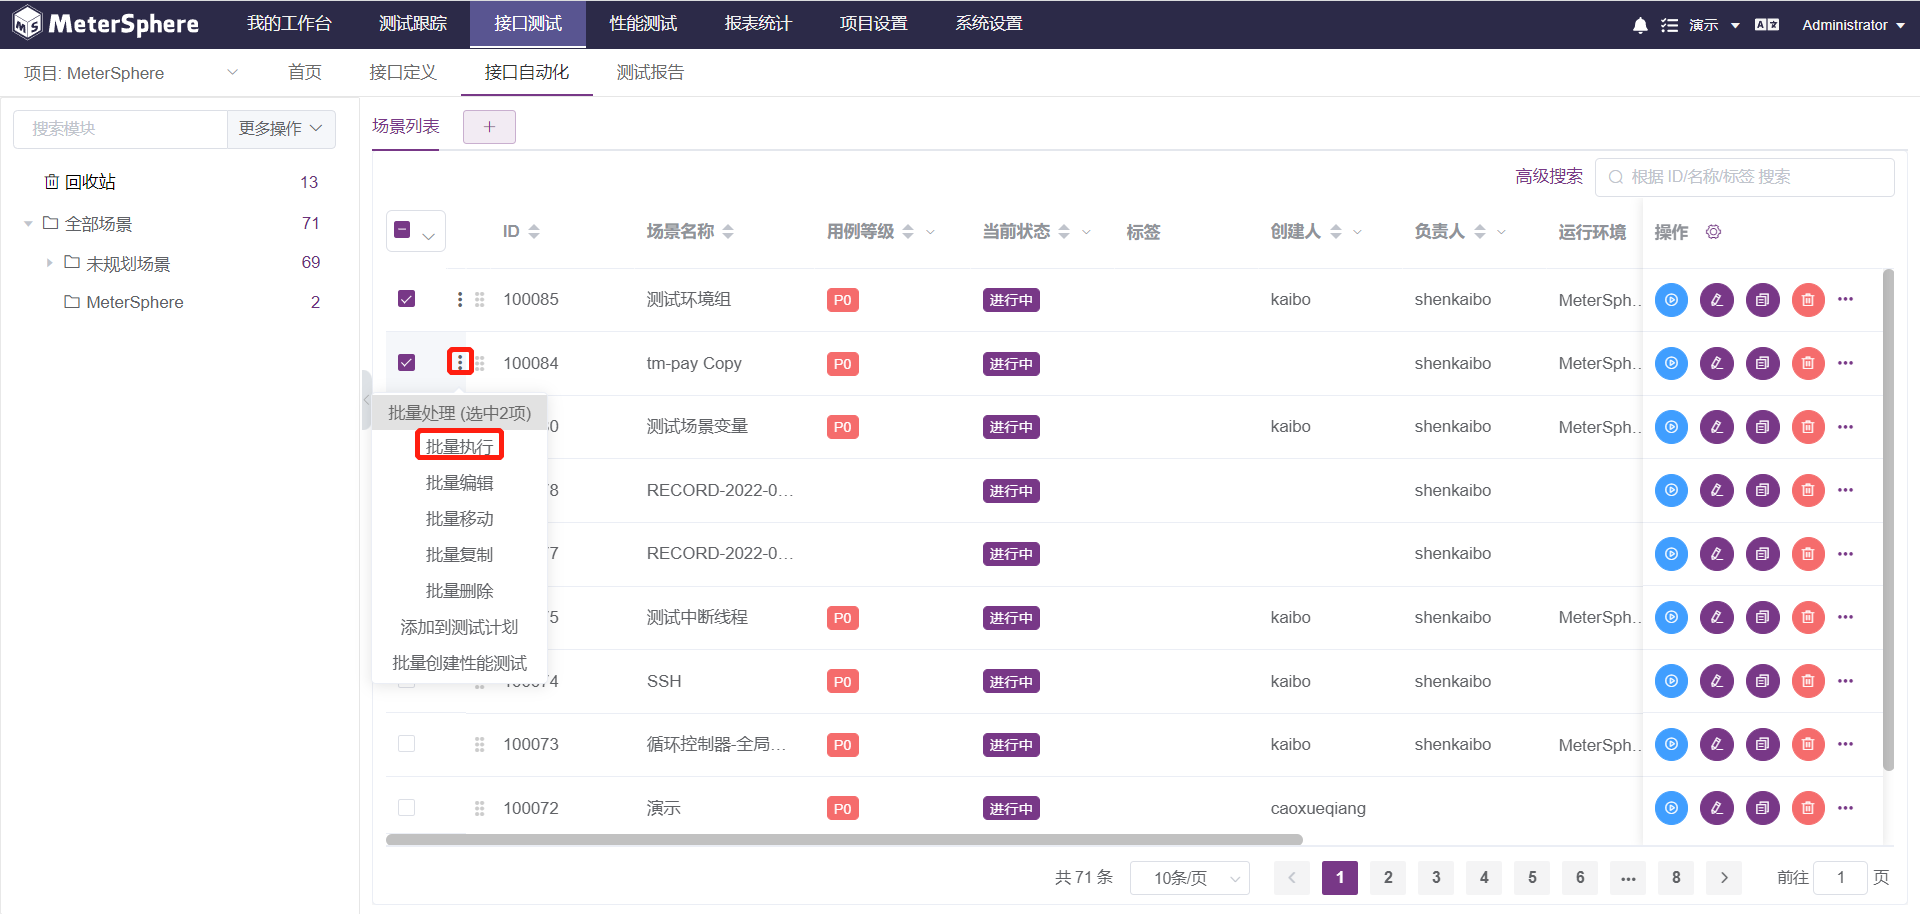 MeterSphere 我的工作台 测试跟踪 接口测试 性能测试 报表统计 项目设置 系统设置 演示 Administrator
项目: MeterSphere 首页 接口定义 接口自动化 测试报告
搜索模块 更多操作
回收站 13
全部场景 71
未规划场景 69
MeterSphere 2
场景列表 +
高级搜索 根据 ID/名称/标签 搜索
ID 场景名称 用例等级 当前状态 标签 创建人 负责人 运行环境 操作
100085 测试环境组 P0 进行中 kaibo shenkaibo MeterSph...
100084 tm-pay Copy P0 进行中 shenkaibo MeterSph...
批量处理 (选中2项)
批量执行
批量编辑
批量移动
批量复制
批量删除
添加到测试计划
批量创建性能测试
0 测试场景变量 P0 进行中 kaibo shenkaibo MeterSph...
8 RECORD-2022-0... 进行中 shenkaibo
7 RECORD-2022-0... 进行中 shenkaibo
5 测试中断线程 P0 进行中 kaibo shenkaibo MeterSph...
100074 SSH P0 进行中 kaibo shenkaibo
100073 循环控制器-全局... P0 进行中 kaibo shenkaibo MeterSph...
100072 演示 P0 进行中 caoxueqiang
共 71 条 10条/页 < 1 2 3 4 5 6 ... 8 > 前往 1 页